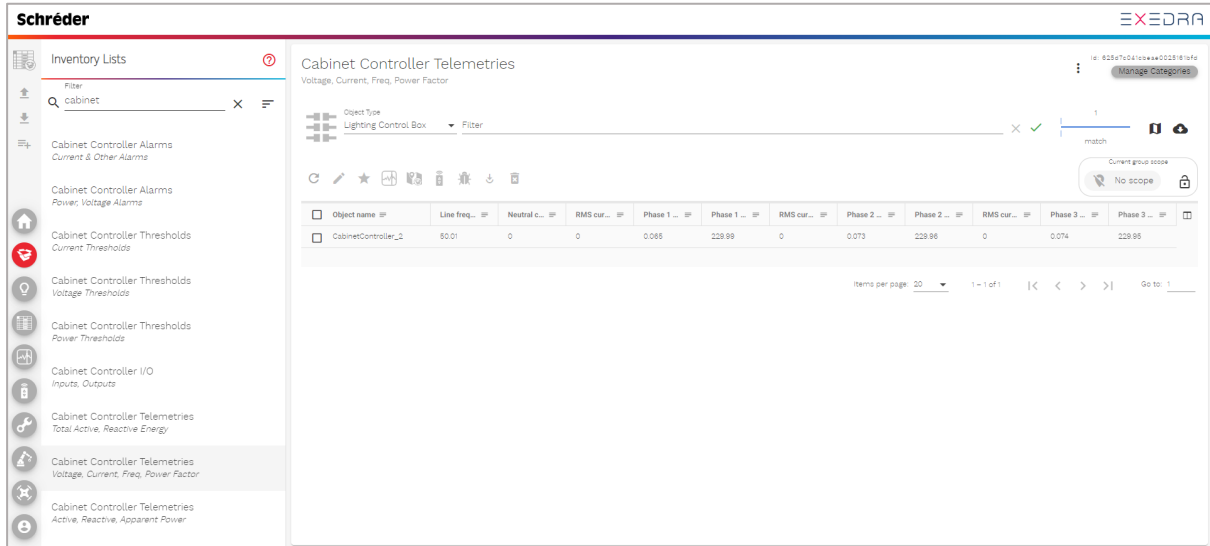 Schréder
EXEDRA
Inventory Lists
Filter
cabinet
Cabinet Controller Alarms
Current & Other Alarms
Cabinet Controller Alarms
Power, Voltage Alarms
Cabinet Controller Thresholds
Current Thresholds
Cabinet Controller Thresholds
Voltage Thresholds
Cabinet Controller Thresholds
Power Thresholds
Cabinet Controller I/O
Inputs, Outputs
Cabinet Controller Telemetries
Total Active, Reactive Energy
Cabinet Controller Telemetries
Voltage, Current, Freq, Power Factor
Cabinet Controller Telemetries
Active, Reactive, Apparent Power
Cabinet Controller Telemetries
Voltage, Current, Freq, Power Factor
Manage Categories
Object Type
Lighting Control Box Filter
1
match
Current group scope
No scope
Object name Line freq... Neutral c... RMS cur... Phase 1 ... Phase 1 ... RMS cur... Phase 2 ... Phase 2 ... RMS cur... Phase 3 ... Phase 3 ...
CabinetController_2 50.01 0 0 0.065 229.99 0 0.073 229.96 0 0.074 229.95
Items per page: 20 1 – 1 of 1 Go to: 1